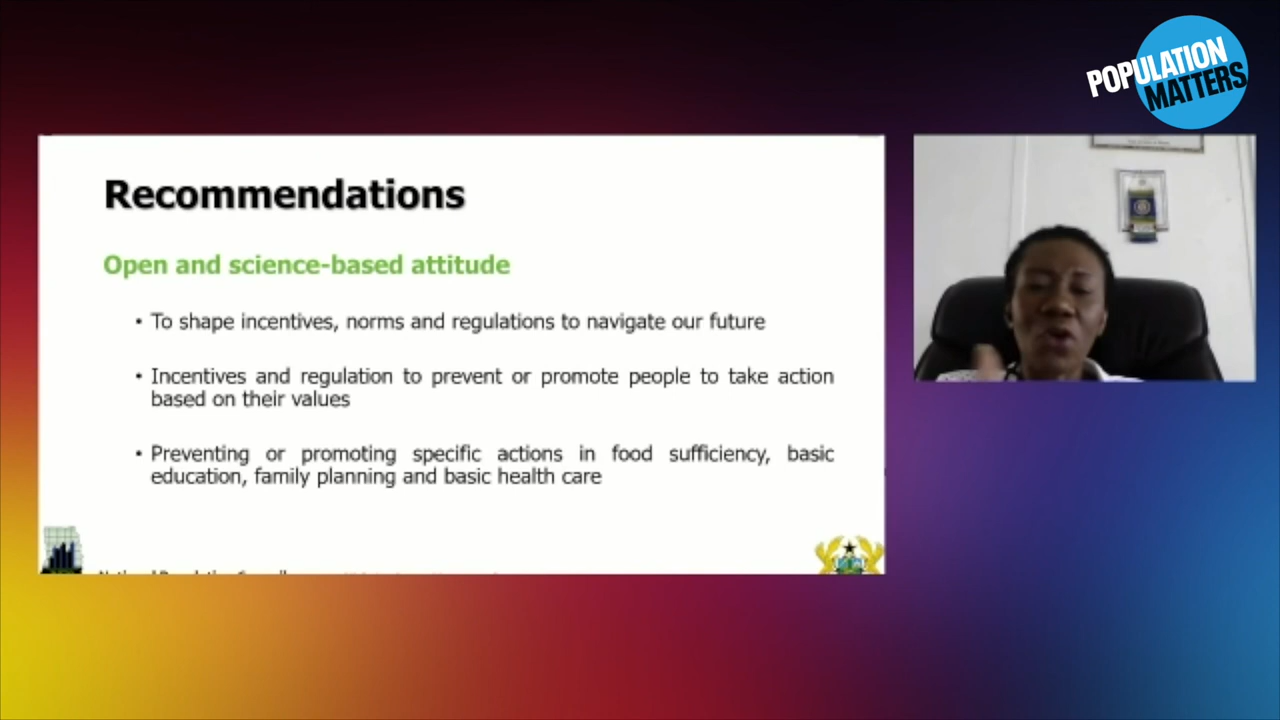 POPULATION
MATTERS
Recommendations
Open and science-based attitude
• To shape incentives, norms and regulations to navigate our future
• Incentives and regulation to prevent or promote people to take action
based on their values
• Preventing or promoting specific actions in food sufficiency, basic
education, family planning and basic health care